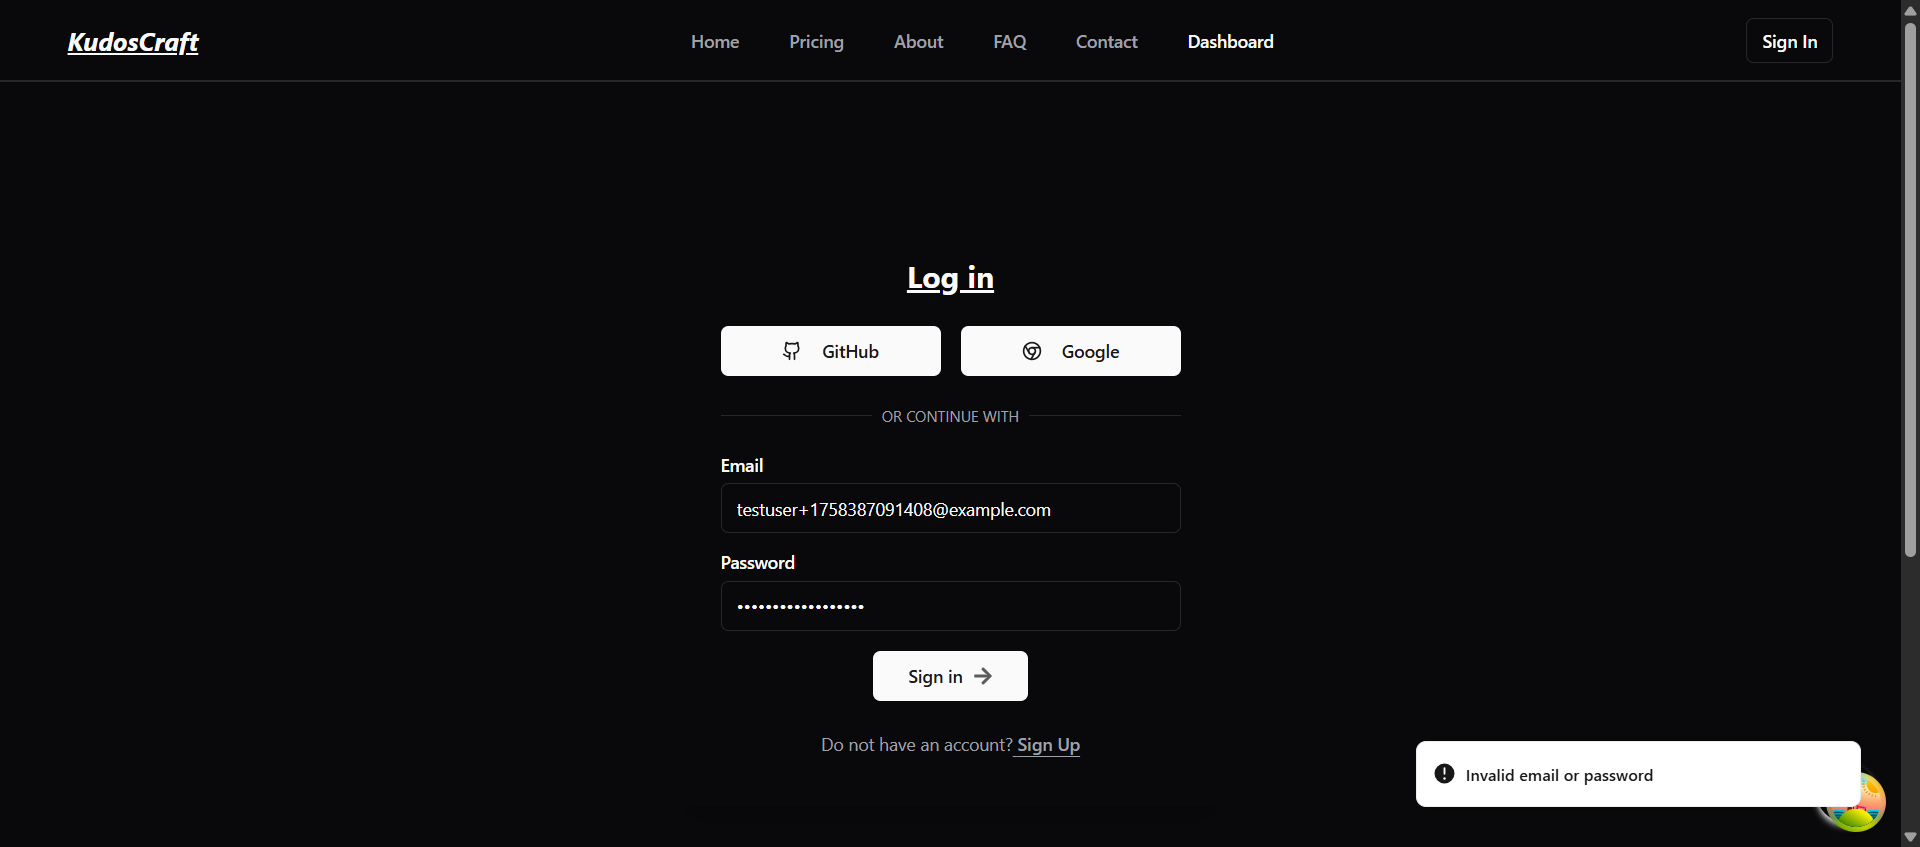 KudosCraft
Home Pricing About FAQ Contact Dashboard
Sign In
Log in
GitHub Google
OR CONTINUE WITH
Email
testuser+1758387091408@example.com
Password
••••••••••••••••••
Sign in
Do not have an account? Sign Up
Invalid email or password